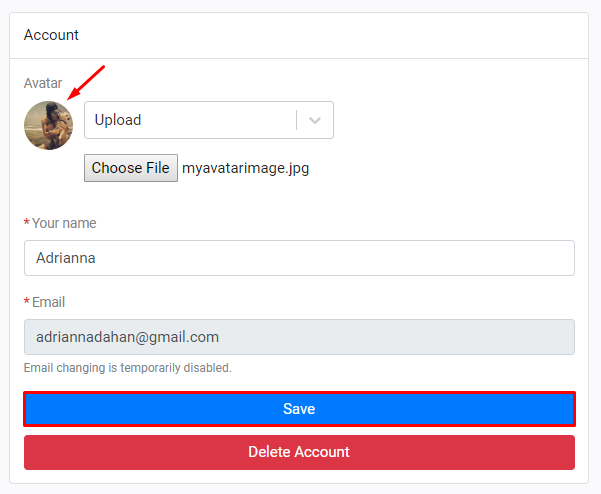 Account
Avatar
Upload
Choose File myavatarimage.jpg
* Your name
Adrianna
* Email
adriannadahan@gmail.com
Email changing is temporarily disabled.
Save
Delete Account